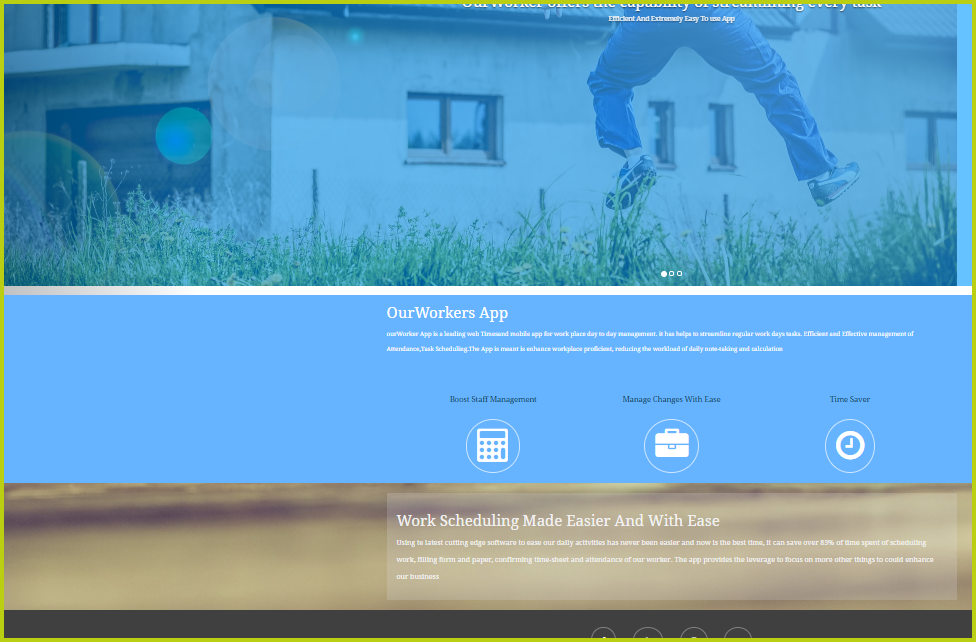 OurWorker offers the capability of streamlining every task
Efficient And Extremely Easy To use App
OurWorkers App
ourWorker App is a leading web Timesand mobile app for work place day to day management. it has helps to streamline regular work days tasks. Efficient and Effective management of
Attendance,Task Scheduling.The App is meant is enhance workplace proficient, reducing the workload of daily note-taking and calculation
Boost Staff Management
Manage Changes With Ease
Time Saver
Work Scheduling Made Easier And With Ease
Using te latest cutting edge software to ease our daily activities has never been easier and now is the best time, it can save over 85% of time spent of scheduling
work, filling form and paper, confirming time-sheet and attendance of our worker. The app provides the leverage to focus on more other things to could enhance
our business